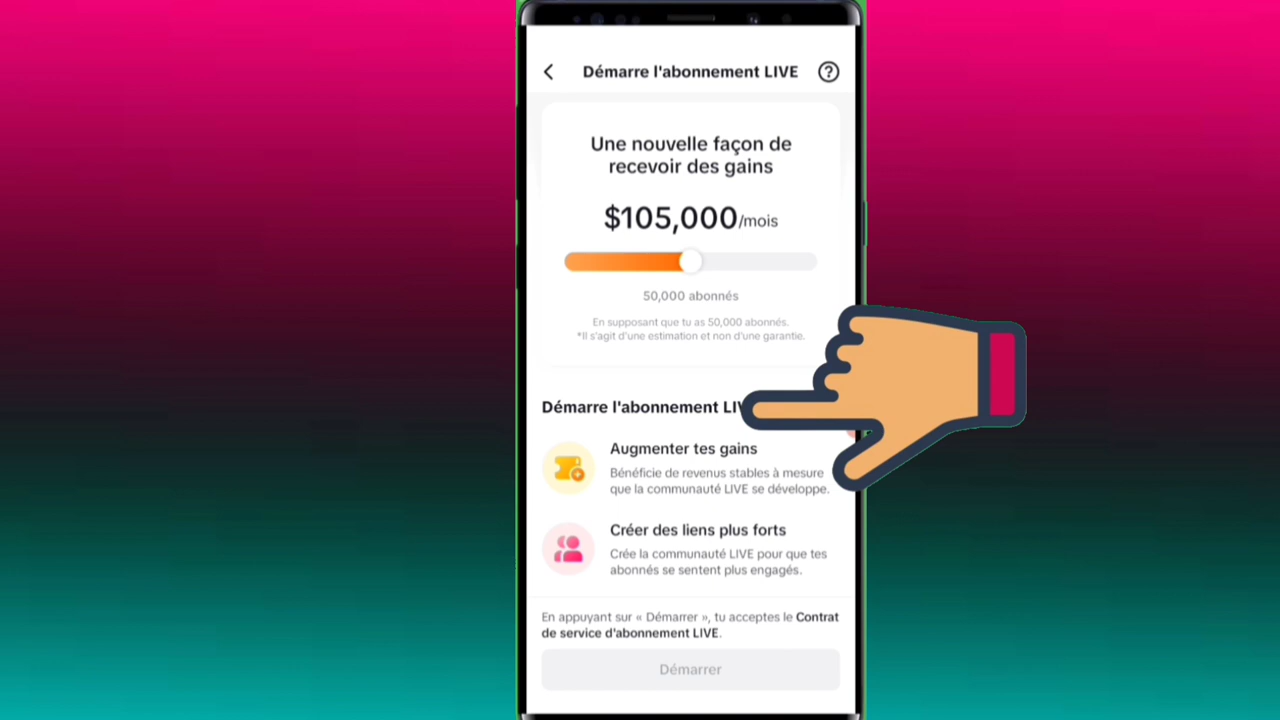 Démarre l'abonnement LIVE
Une nouvelle façon de
recevoir des gains
$105,000/mois
50,000 abonnés
En supposant que tu as 50,000 abonnés.
*Il s'agit d'une estimation et non d'une garantie.
Démarre l'abonnement
Augmenter tes gains
Bénéficie de revenus stables à mesure
que la communauté LIVE se développe.
Créer des liens plus forts
Crée la communauté LIVE pour que tes
abonnés se sentent plus engagés.
En appuyant sur « Démarrer », tu acceptes le Contrat
de service d'abonnement LIVE.
Démarrer